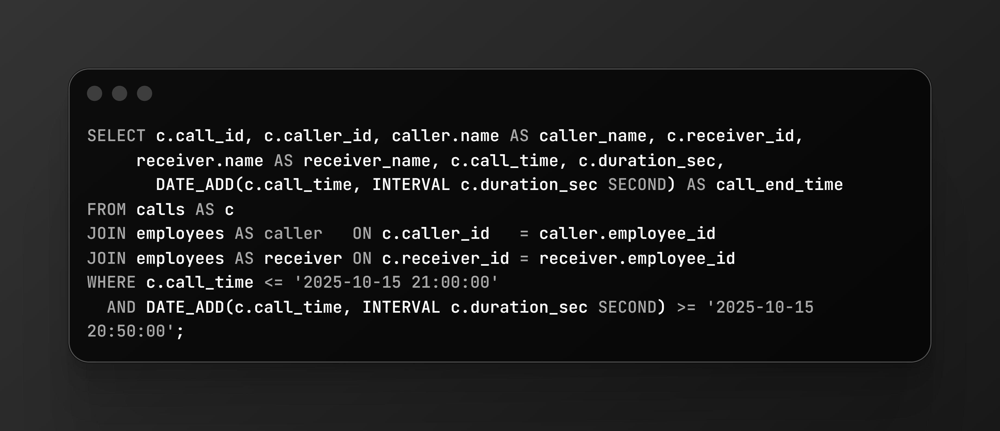 SELECT c.call_id, c.caller_id, caller.name AS caller_name, c.receiver_id,
     receiver.name AS receiver_name, c.call_time, c.duration_sec,
       DATE_ADD(c.call_time, INTERVAL c.duration_sec SECOND) AS call_end_time
FROM calls AS c
JOIN employees AS caller   ON c.caller_id   = caller.employee_id
JOIN employees AS receiver ON c.receiver_id = receiver.employee_id
WHERE c.call_time <= '2025-10-15 21:00:00'
  AND DATE_ADD(c.call_time, INTERVAL c.duration_sec SECOND) >= '2025-10-15
20:50:00';